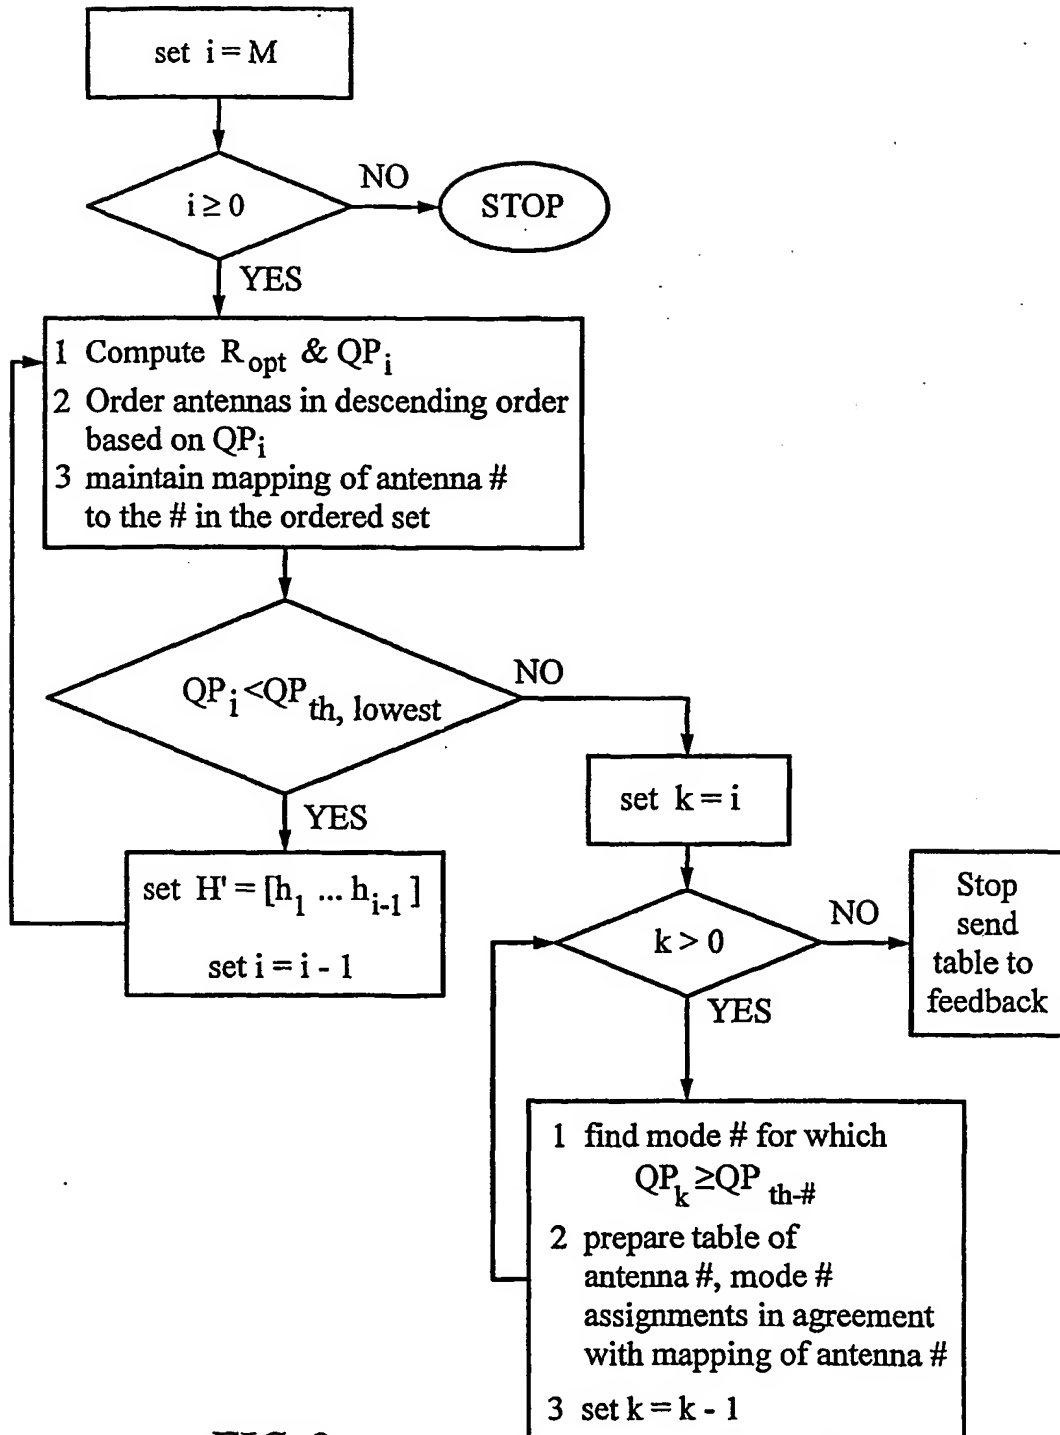 set i = M
i ≥ 0
NO
STOP
YES
1 Compute R opt & QP i
2 Order antennas in descending order
based on QP i
3 maintain mapping of antenna #
to the # in the ordered set
QP i < QP th, lowest
NO
YES
set k = i
set H' = [h 1 ... h i-1 ]
set i = i - 1
k > 0
NO
Stop
send
table to
feedback
YES
1 find mode # for which
QP k ≥ QP th-#
2 prepare table of
antenna #, mode #
assignments in agreement
with mapping of antenna #
3 set k = k - 1